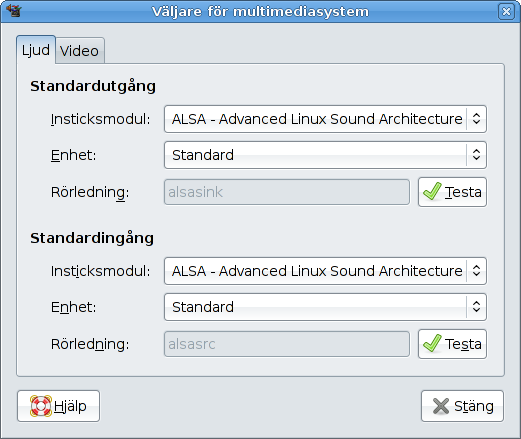 Väljare för multimediasystem
Ljud Video
Standardutgång
Insticksmodul: ALSA - Advanced Linux Sound Architecture
Enhet: Standard
Rörledning: alsasink Testa
Standardingång
Insticksmodul: ALSA - Advanced Linux Sound Architecture
Enhet: Standard
Rörledning: alsasrc Testa
Hjälp Stäng